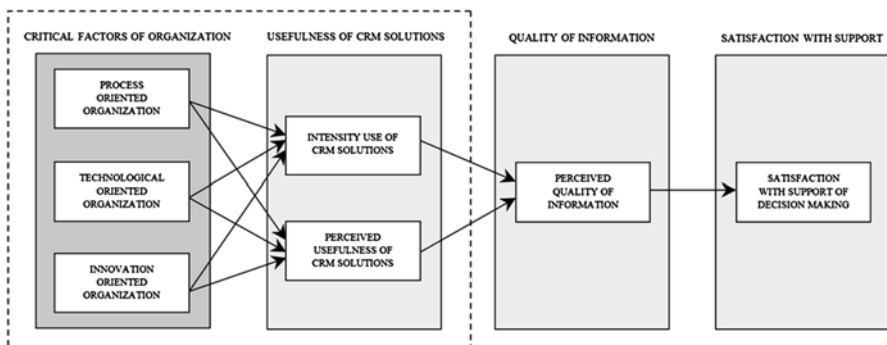 CRITICAL FACTORS OF ORGANIZATION
USEFULNESS OF CRM SOLUTIONS
QUALITY OF INFORMATION
SATISFACTION WITH SUPPORT
PROCESS
ORIENTED
ORGANIZATION
TECHNOLOGICAL
ORIENTED
ORGANIZATION
INNOVATION
ORIENTED
ORGANIZATION
INTENSITY USE OF
CRM SOLUTIONS
PERCEIVED
USEFULNESS OF
CRM SOLUTIONS
PERCEIVED
QUALITY OF
INFORMATION
SATISFACTION
WITH SUPPORT OF
DECISION MAKING